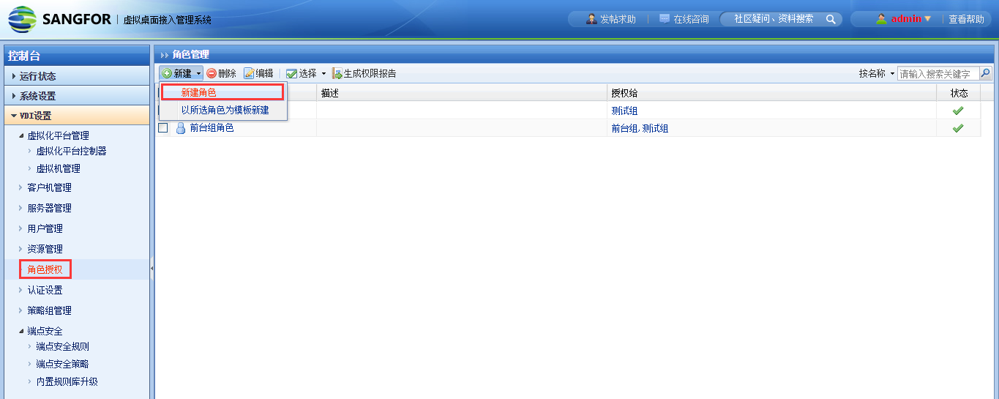 SANGFOR 虚拟桌面接入管理系统 发帖求助 在线咨询 社区疑问、资料搜索 admin 查看帮助
控制台
运行状态
系统设置
VDI设置
虚拟化平台管理
虚拟化平台控制器
虚拟机管理
客户机管理
服务器管理
用户管理
资源管理
角色授权
认证设置
策略组管理
端点安全
端点安全规则
端点安全策略
内置规则库升级
角色管理
新建 删除 编辑 选择 生成权限报告 按名称 请输入搜索关键字
新建角色
以所选角色为模板新建
描述 授权给 状态
测试组
前台组角色 前台组, 测试组